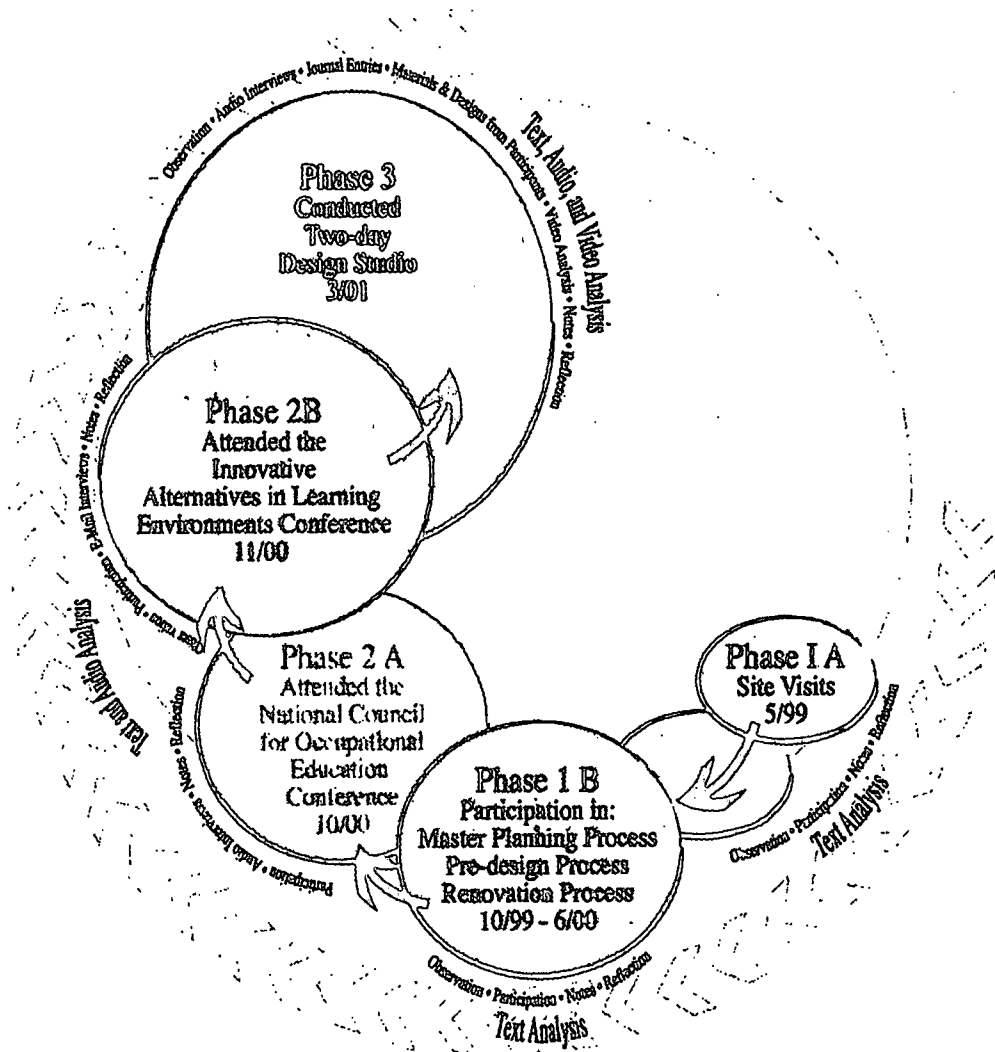 Observation • Audio Interviews • Journal Entries • Materials & Designs from Participants • Video Analysis • Notes • Reflection
Text, Audio, and Video Analysis
Phase 3
Conducted
Two-day
Design Studio
3/01
Phase 2B
Attended the
Innovative
Alternatives in Learning
Environments Conference
11/00
Participation • E-Mail Interviews • Notes • Reflection
Text and Audio Analysis
Phase 2 A
Attended the
National Council
for Occupational
Education
Conference
10/00
Participation • Audio Interviews • Notes • Reflection
Phase 1 B
Participation in:
Master Planning Process
Pre-design Process
Renovation Process
10/99 - 6/00
Observation • Participation • Notes • Reflection
Text Analysis
Phase I A
Site Visits
5/99
Observation • Participation • Notes • Reflection
Text Analysis